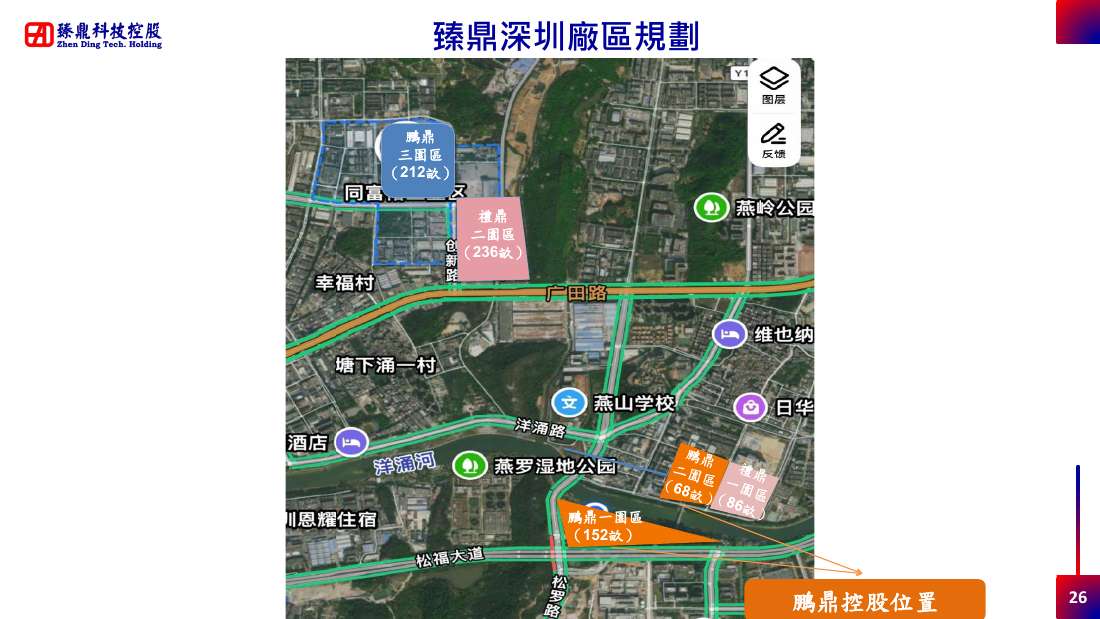 臻鼎科技控股
Zhen Ding Tech. Holding
臻鼎深圳廠區規劃
Y1
图层
反馈
鵬鼎
三園區
（212畝）
同富
区
禮鼎
二園區
（236畝）
创新路
燕岭公园
幸福村
广田路
维也纳
塘下涌一村
燕山学校
日华
洋涌路
酒店
洋涌河
燕罗湿地公园
鵬鼎
二園區
（68畝）
禮鼎
一園區
（86畝）
圳恩耀住宿
鵬鼎一園區
（152畝）
松福大道
松罗路
鵬鼎控股位置
26